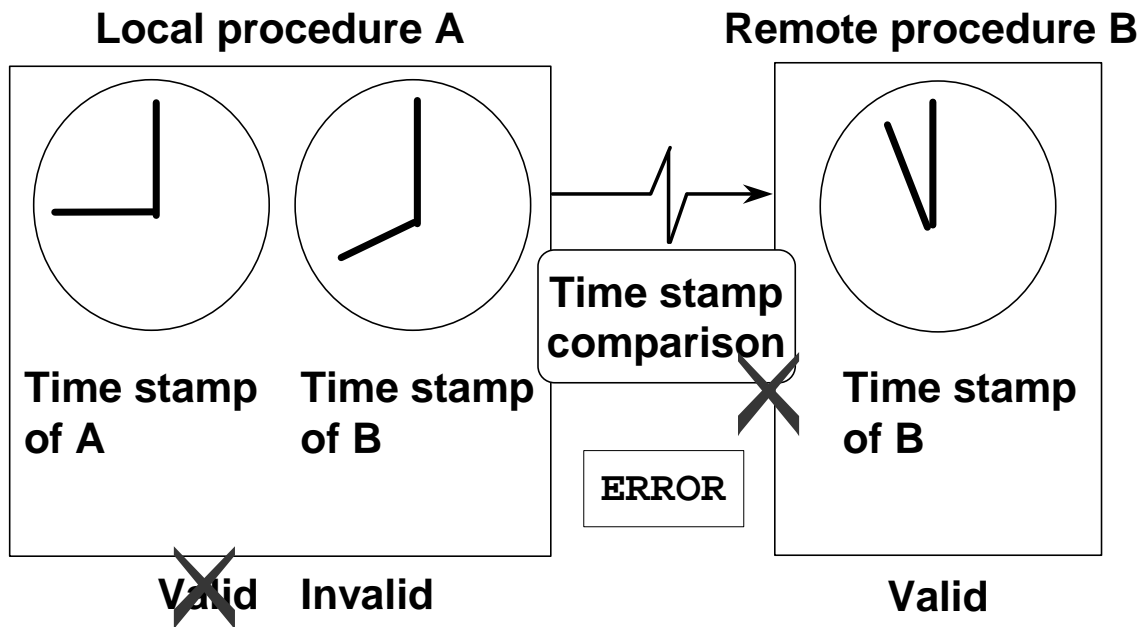 Local procedure A
Remote procedure B
Time stamp
of A
Time stamp
of B
Time stamp
comparison
ERROR
Time stamp
of B
Valid
Invalid
Valid